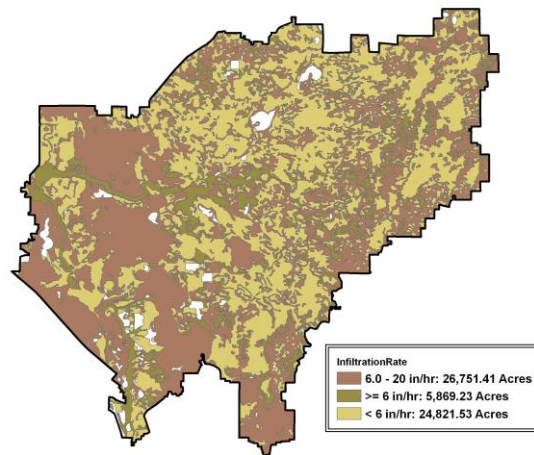 InfiltrationRate
6.0 - 20 in/hr: 26,751.41 Acres
>= 6 in/hr: 5,869.23 Acres
< 6 in/hr: 24,821.53 Acres